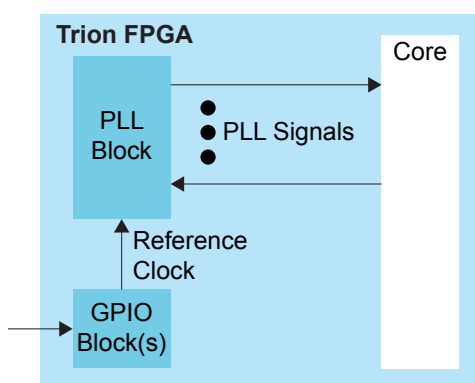 Trion FPGA
Core
PLL
Block
PLL Signals
Reference
Clock
GPIO
Block(s)